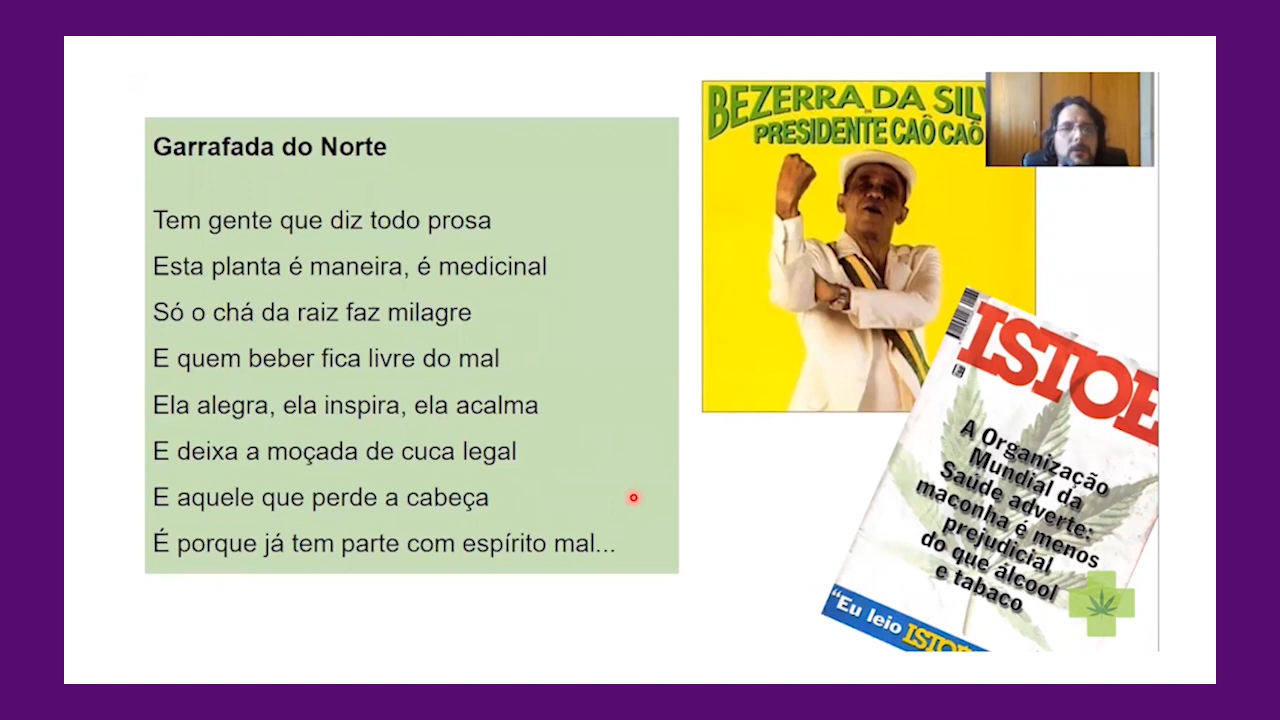 Garrafada do Norte
Tem gente que diz todo prosa
Esta planta é maneira, é medicinal
Só o chá da raiz faz milagre
E quem beber fica livre do mal
Ela alegra, ela inspira, ela acalma
E deixa a moçada de cuca legal
E aquele que perde a cabeça
É porque já tem parte com espírito mal...
BEZERRA DA SILV
PRESIDENTE CAÔ CAÔ
ISTOÉ
A Organização
Mundial da
Saúde adverte:
maconha é menos
prejudicial
do que álcool
e tabaco
“Eu leio ISTOÉ